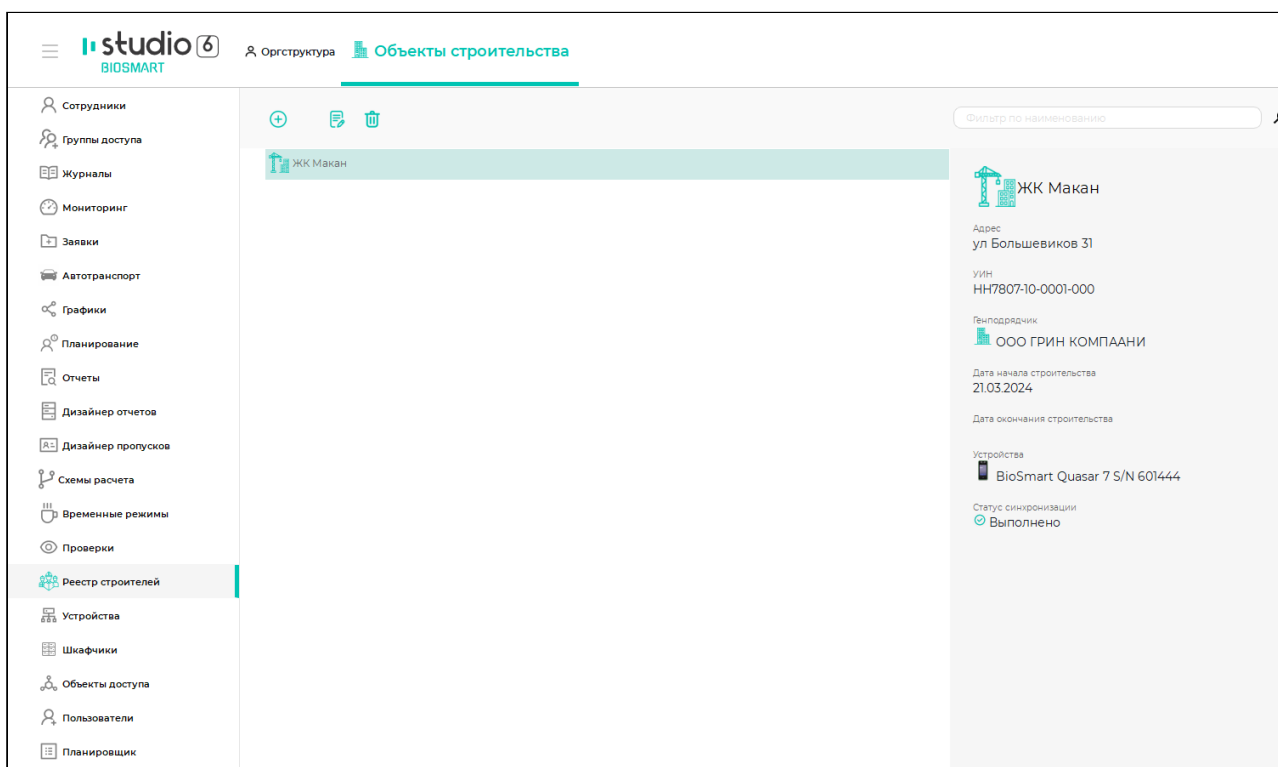 studio 6
BIOSMART
Оргструктура
Объекты строительства
Сотрудники
Группы доступа
Журналы
Мониторинг
Заявки
Автотранспорт
Графики
Планирование
Отчеты
Дизайнер отчетов
Дизайнер пропусков
Схемы расчета
Временные режимы
Проверки
Реестр строителей
Устройства
Шкафчики
Объекты доступа
Пользователи
Планировщик
Фильтр по наименованию
ЖК Макан
ЖК Макан
Адрес
ул Большевиков 31
УИН
НН7807-10-0001-000
Генподрядчик
ООО ГРИН КОМПААНИ
Дата начала строительства
21.03.2024
Дата окончания строительства
Устройства
BioSmart Quasar 7 S/N 601444
Статус синхронизации
Выполнено